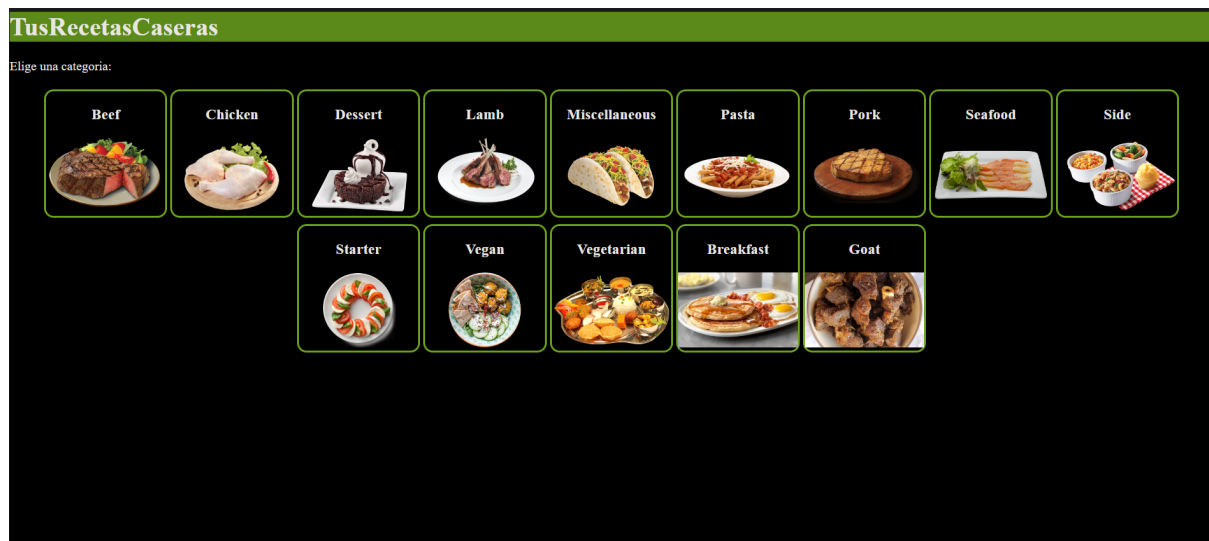 TusRecetasCaseras
Elige una categoria:
Beef Chicken Dessert Lamb Miscellaneous Pasta Pork Seafood Side
Starter Vegan Vegetarian Breakfast Goat